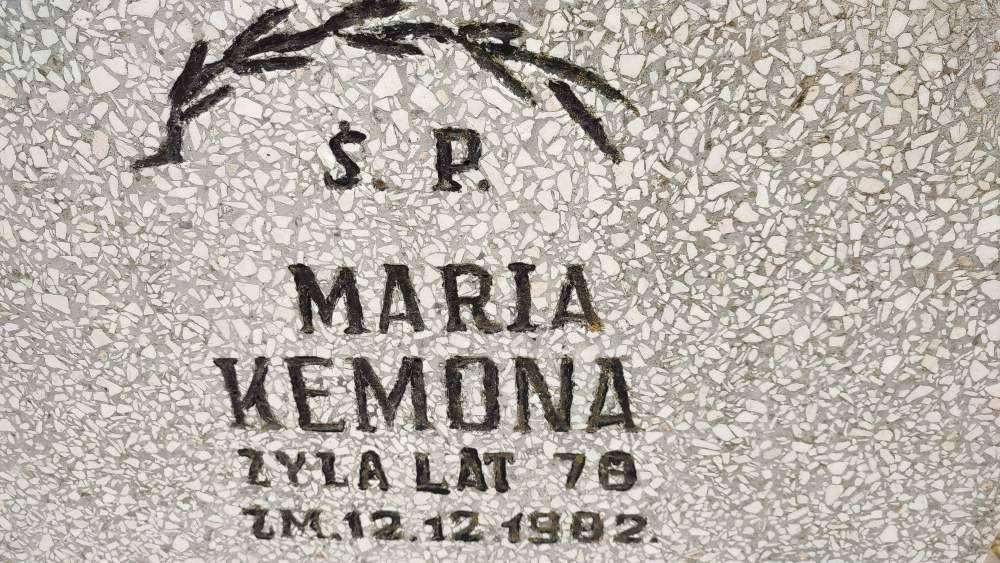 Ś. P.
MARIA
KEMONA
ŻYŁA LAT 78
ZM. 12.12.1982.